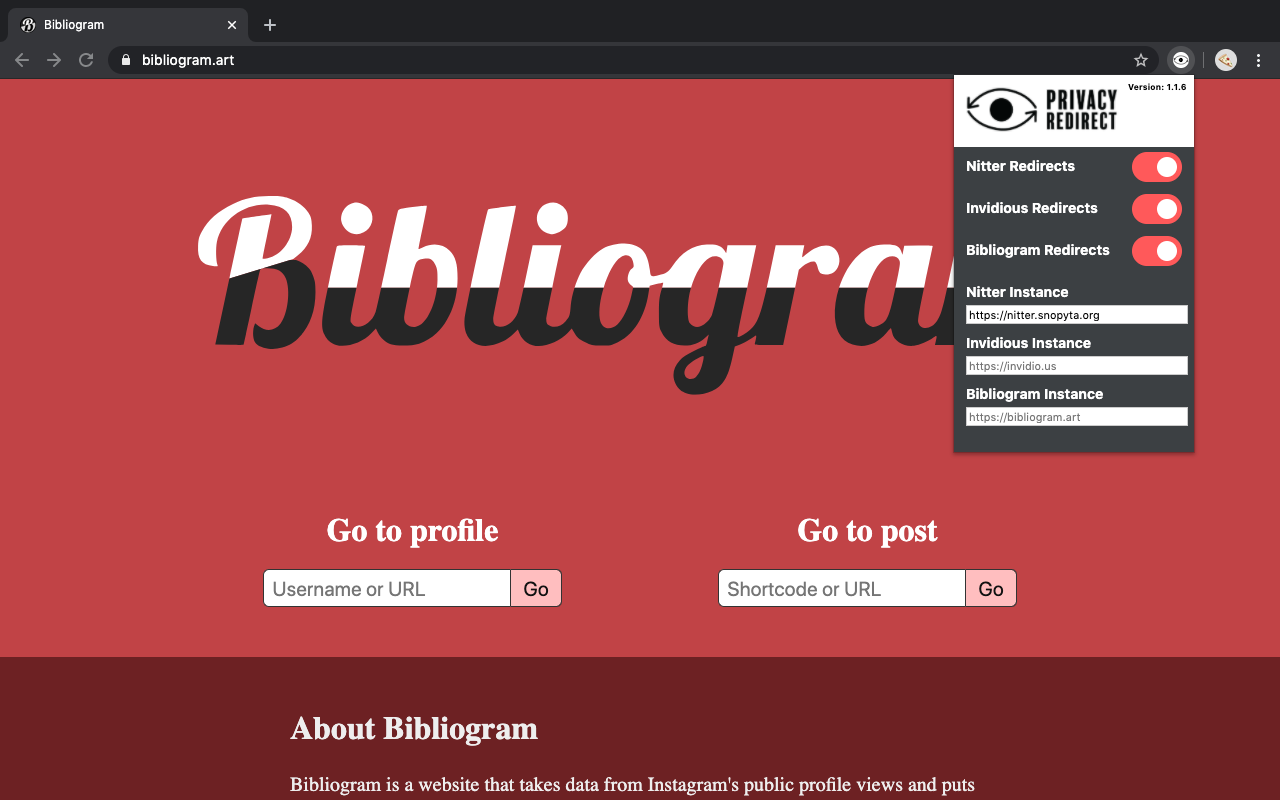 Bibliogram
bibliogram.art
PRIVACY
REDIRECT
Version: 1.1.6
Nitter Redirects
Invidious Redirects
Bibliogram Redirects
Nitter Instance
https://nitter.snopyta.org
Invidious Instance
https://invidio.us
Bibliogram Instance
https://bibliogram.art
Bibliogram
Go to profile
Username or URL Go
Go to post
Shortcode or URL Go
About Bibliogram
Bibliogram is a website that takes data from Instagram's public profile views and puts